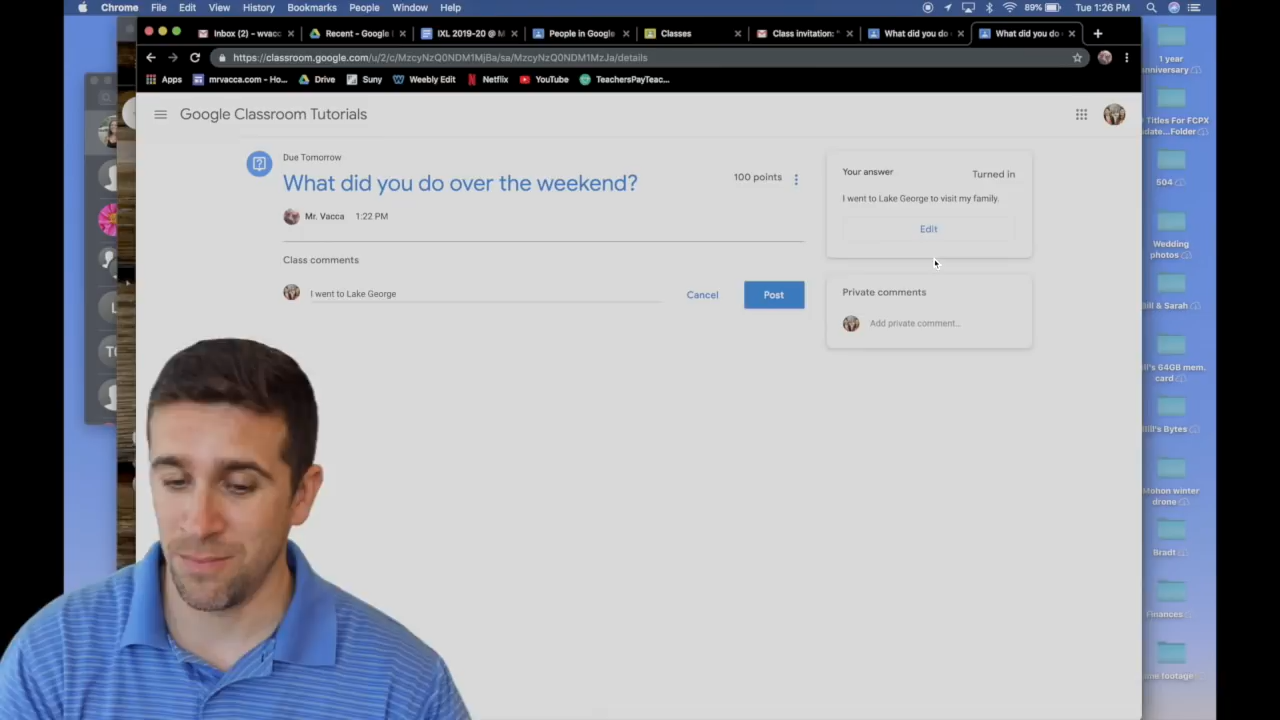 Chrome File Edit View History Bookmarks People Window Help 89% Tue 1:26 PM
Inbox (2) - wvacc Recent - Google IXL 2019-20 @ M People in Google Classes Class invitation: " What did you do What did you do
https://classroom.google.com/u/2/c/MzcyNzQ0NDM1MjBa/sa/MzcyNzQ0NDM1MzJa/details
Apps mrvacca.com - Ho... Drive Suny Weebly Edit Netflix YouTube TeachersPayTeac...
Google Classroom Tutorials
Due Tomorrow
What did you do over the weekend?
100 points
Mr. Vacca 1:22 PM
Class comments
I went to Lake George
Cancel Post
Your answer Turned in
I went to Lake George to visit my family.
Edit
Private comments
Add private comment...
1 year
anniversary
Titles For FCPX
date...Folder
504
Wedding
photos
Bill & Sarah
64GB mem.
card
Bill's Bytes
Mohon winter
drone
Bradt
Finances
footage
L